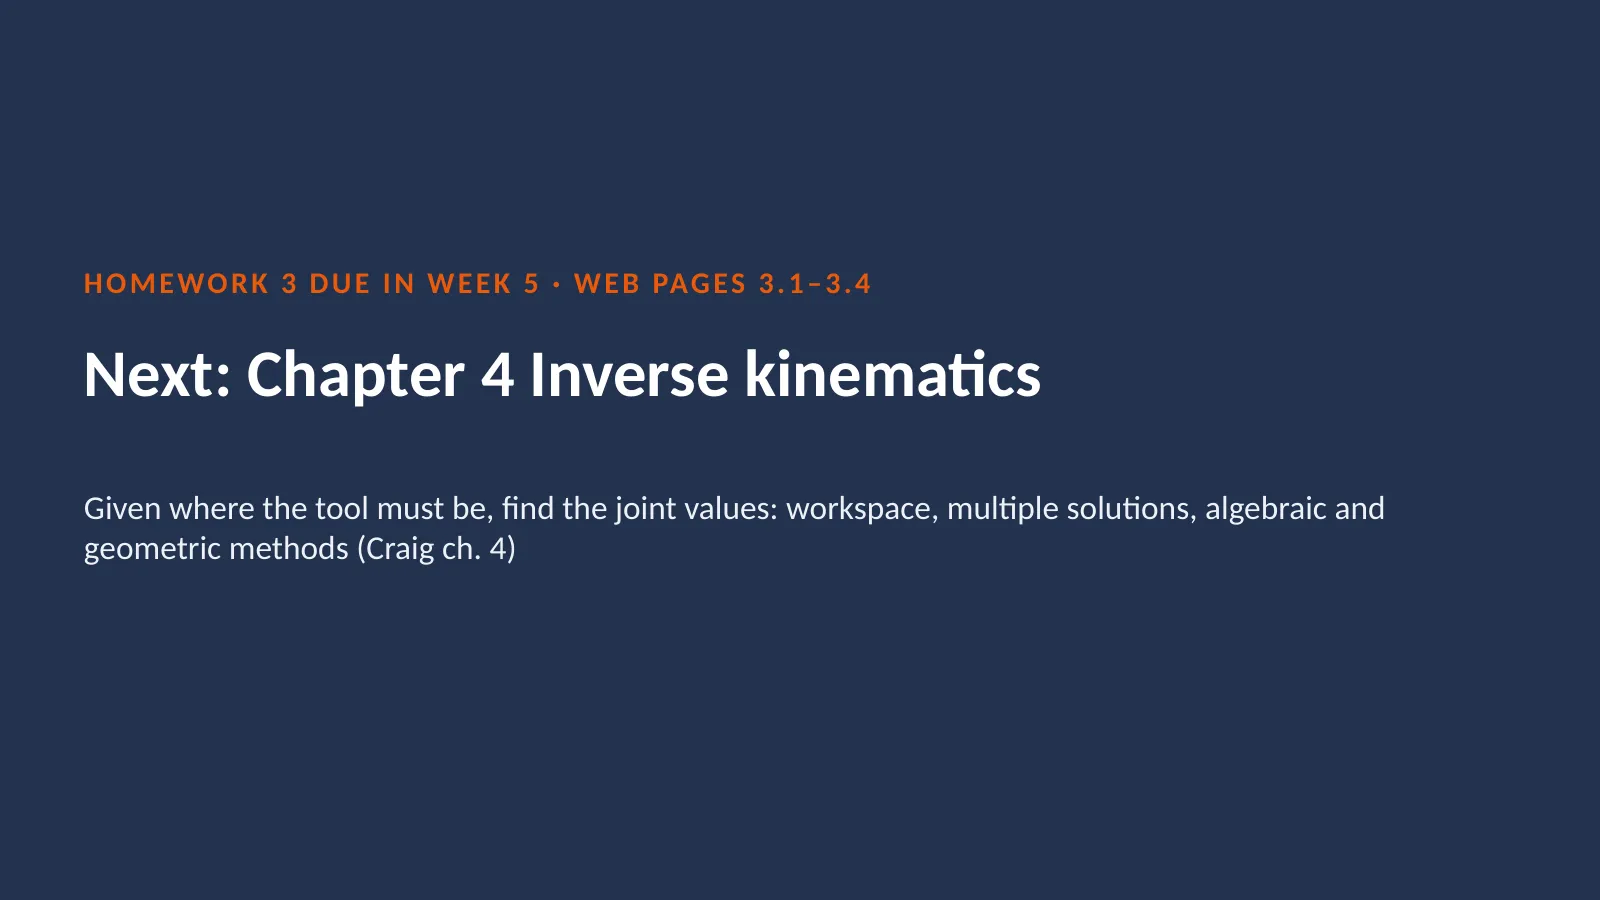 HOMEWORK 3 DUE IN WEEK 5 · WEB PAGES 3.1–3.4
Next: Chapter 4 Inverse kinematics
Given where the tool must be, find the joint values: workspace, multiple solutions, algebraic and
geometric methods (Craig ch. 4)